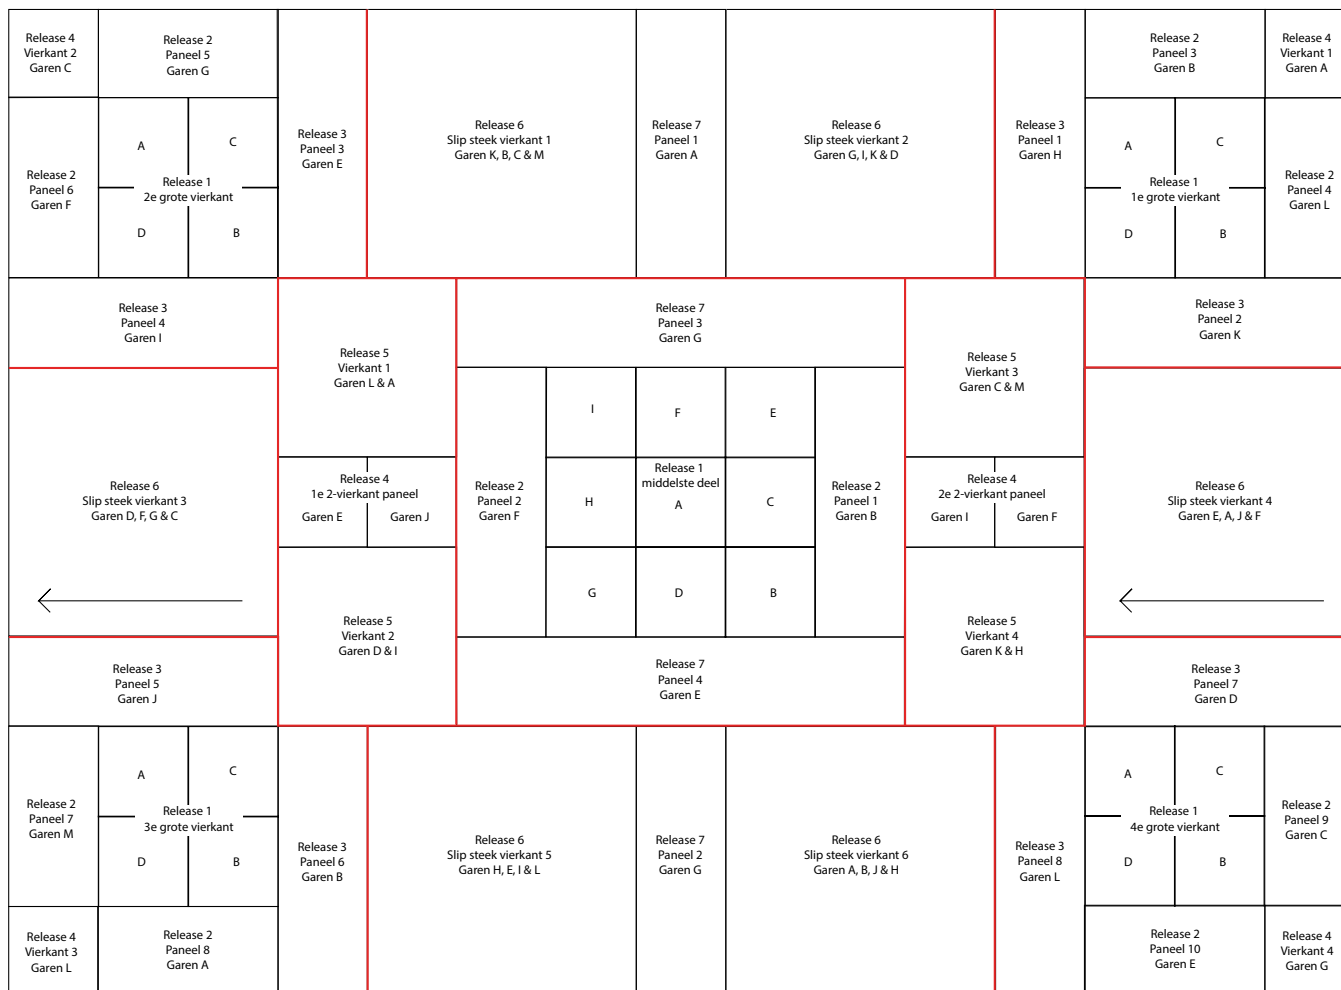 Release 4
Vierkant 2
Garen C
Release 2
Paneel 5
Garen G
Release 3
Paneel 3
Garen E
Release 6
Slip steek vierkant 1
Garen K, B, C & M
Release 7
Paneel 1
Garen A
Release 6
Slip steek vierkant 2
Garen G, I, K & D
Release 3
Paneel 1
Garen H
Release 2
Paneel 3
Garen B
Release 4
Vierkant 1
Garen A
Release 2
Paneel 6
Garen F
A
C
Release 1
2e grote vierkant
D
B
A
C
Release 1
1e grote vierkant
D
B
Release 2
Paneel 4
Garen L
Release 3
Paneel 4
Garen I
Release 5
Vierkant 1
Garen L & A
Release 7
Paneel 3
Garen G
Release 5
Vierkant 3
Garen C & M
Release 3
Paneel 2
Garen K
Release 6
Slip steek vierkant 3
Garen D, F, G & C
Release 4
1e 2-vierkant paneel
Garen E
Garen J
Release 2
Paneel 2
Garen F
I
F
E
H
Release 1
middelste deel
A
C
G
D
B
Release 2
Paneel 1
Garen B
Release 4
2e 2-vierkant paneel
Garen I
Garen F
Release 6
Slip steek vierkant 4
Garen E, A, J & F
Release 5
Vierkant 2
Garen D & I
Release 5
Vierkant 4
Garen K & H
Release 3
Paneel 5
Garen J
Release 7
Paneel 4
Garen E
Release 3
Paneel 7
Garen D
Release 2
Paneel 7
Garen M
A
C
Release 1
3e grote vierkant
D
B
Release 3
Paneel 6
Garen B
Release 6
Slip steek vierkant 5
Garen H, E, I & L
Release 7
Paneel 2
Garen G
Release 6
Slip steek vierkant 6
Garen A, B, J & H
Release 3
Paneel 8
Garen L
A
C
Release 1
4e grote vierkant
D
B
Release 2
Paneel 9
Garen C
Release 4
Vierkant 3
Garen L
Release 2
Paneel 8
Garen A
Release 2
Paneel 10
Garen E
Release 4
Vierkant 4
Garen G